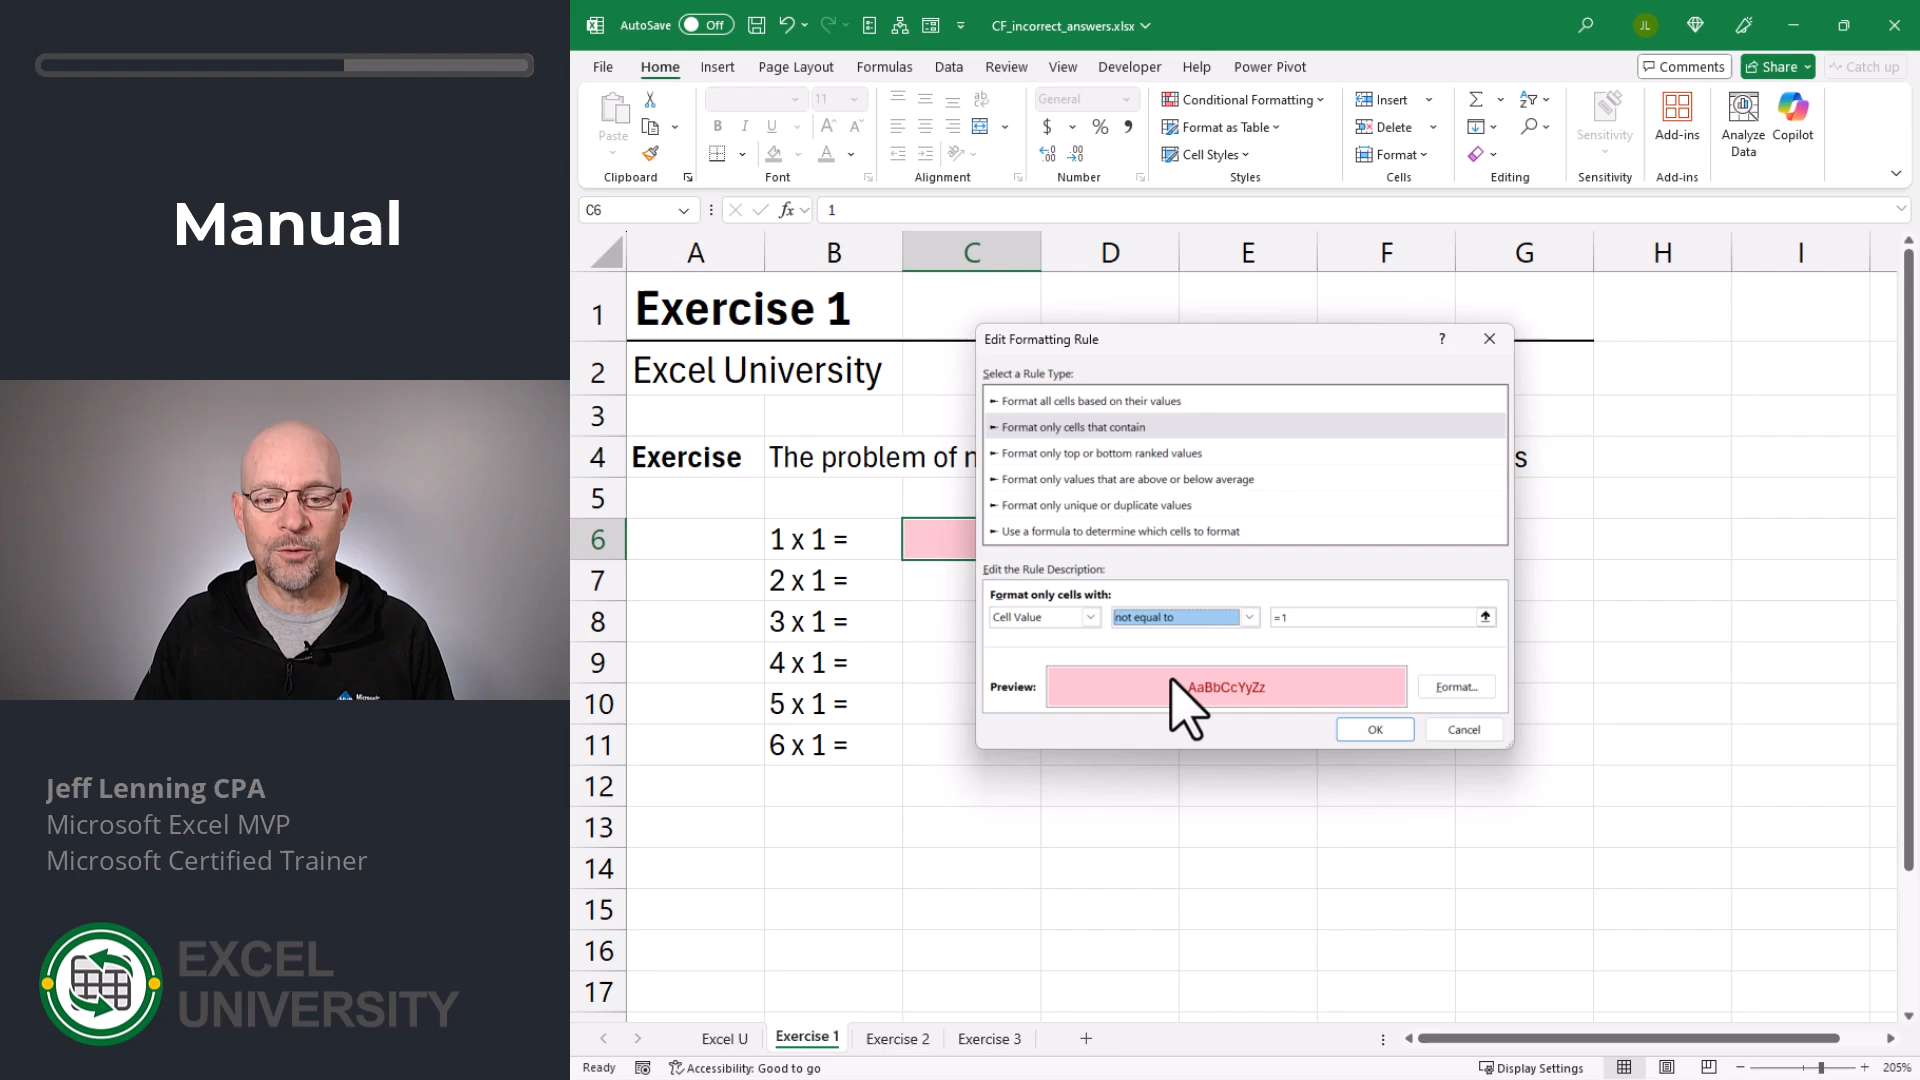 Manual
Jeff Lenning CPA
Microsoft Excel MVP
Microsoft Certified Trainer
EXCEL
UNIVERSITY
AutoSave Off CF_incorrect_answers.xlsx JL
File Home Insert Page Layout Formulas Data Review View Developer Help Power Pivot Comments Share Catch up
Paste
Clipboard
11
B I U A A
A
Font
ab
Alignment
General
$ % ,
.00 .00
Number
Conditional Formatting
Format as Table
Cell Styles
Styles
Insert
Delete
Format
Cells
Editing
Sensitivity
Sensitivity
Add-ins
Add-ins
Analyze
Data
Copilot
C6 fx 1
A B C D E F G H I
1 Exercise 1
2 Excel University
3
4 Exercise The problem of s
5
6 1 x 1 =
7 2 x 1 =
8 3 x 1 =
9 4 x 1 =
10 5 x 1 =
11 6 x 1 =
12
13
14
15
16
17
Edit Formatting Rule ?
Select a Rule Type:
► Format all cells based on their values
► Format only cells that contain
► Format only top or bottom ranked values
► Format only values that are above or below average
► Format only unique or duplicate values
► Use a formula to determine which cells to format
Edit the Rule Description:
Format only cells with:
Cell Value not equal to =1
Preview: AaBbCcYyZz Format...
OK Cancel
Excel U Exercise 1 Exercise 2 Exercise 3
Ready Accessibility: Good to go Display Settings 205%